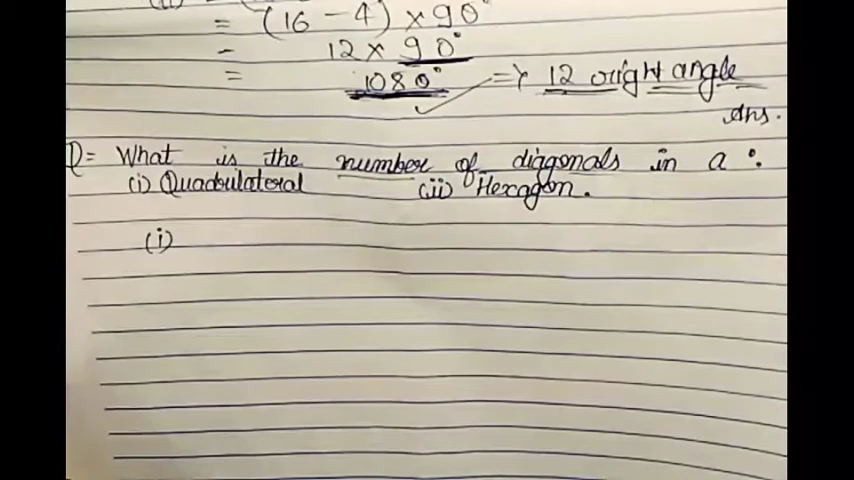 = (16 - 4) × 90°
= 12 × 90°
= 1080° => 12 right angle
Ans.
Q= What is the number of diagonals in a :
(i) Quadrilateral (ii) Hexagon.
(i)